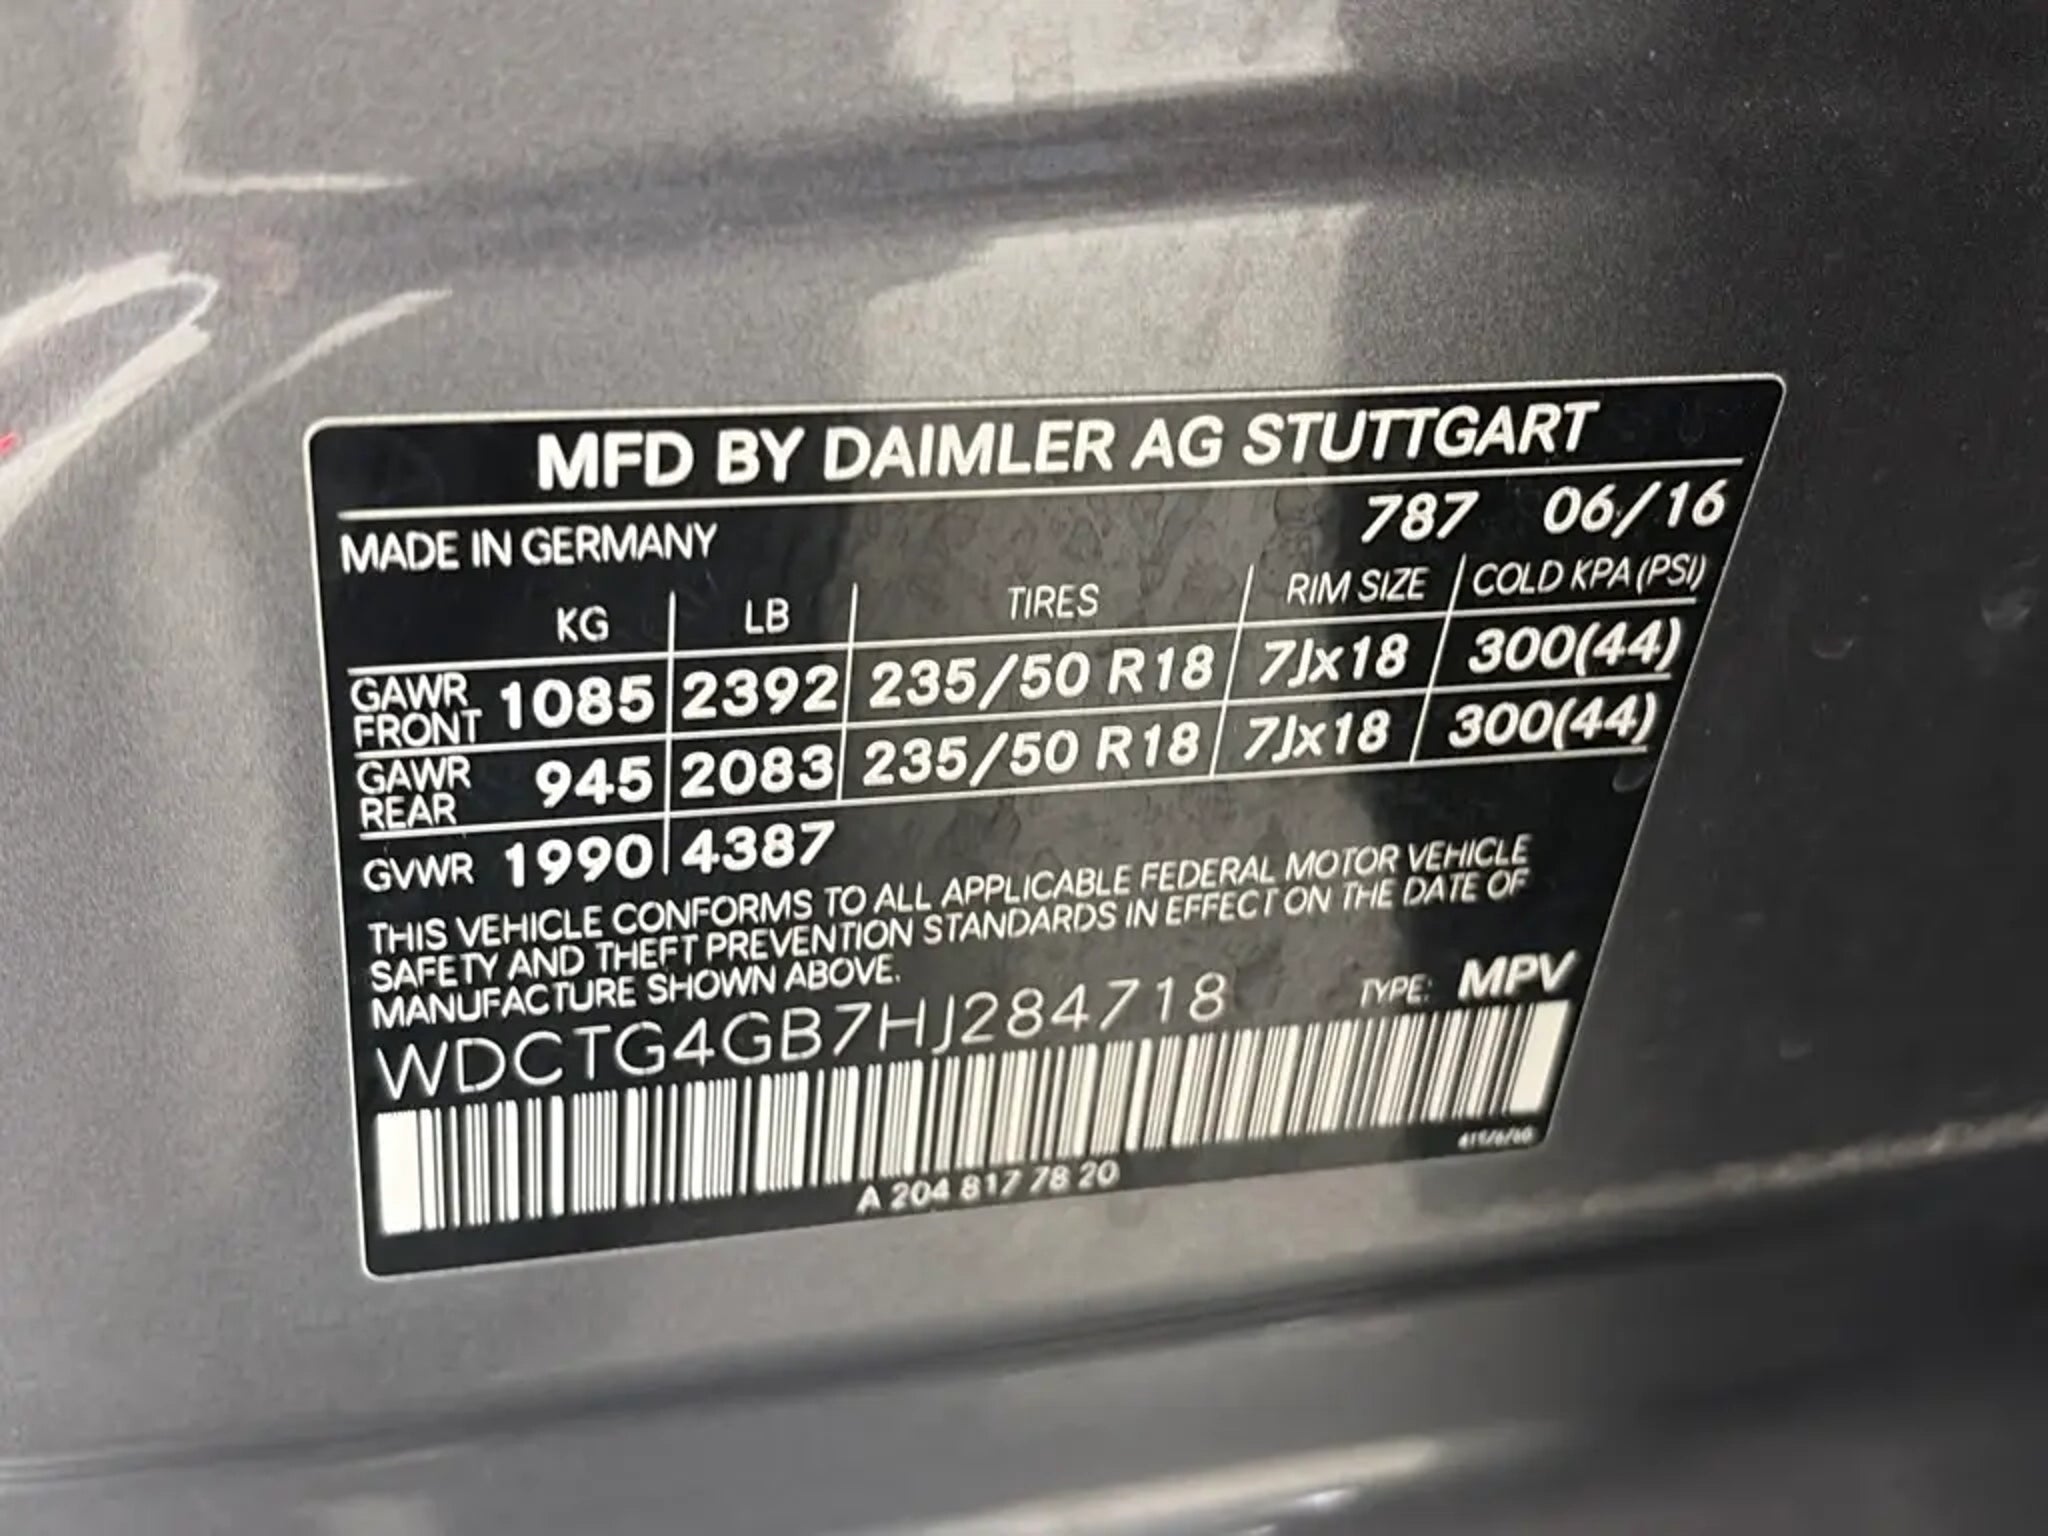 MFD BY DAIMLER AG STUTTGART
787 06/16
MADE IN GERMANY
KG LB TIRES RIM SIZE COLD KPA (PSI)
GAWR FRONT 1085 2392 235/50 R18 7Jx18 300(44)
GAWR REAR 945 2083 235/50 R18 7Jx18 300(44)
GVWR 1990 4387
THIS VEHICLE CONFORMS TO ALL APPLICABLE FEDERAL MOTOR VEHICLE
SAFETY AND THEFT PREVENTION STANDARDS IN EFFECT ON THE DATE OF
MANUFACTURE SHOWN ABOVE.
WDCTG4GB7HJ284718 TYPE: MPV
A 204 817 78 20